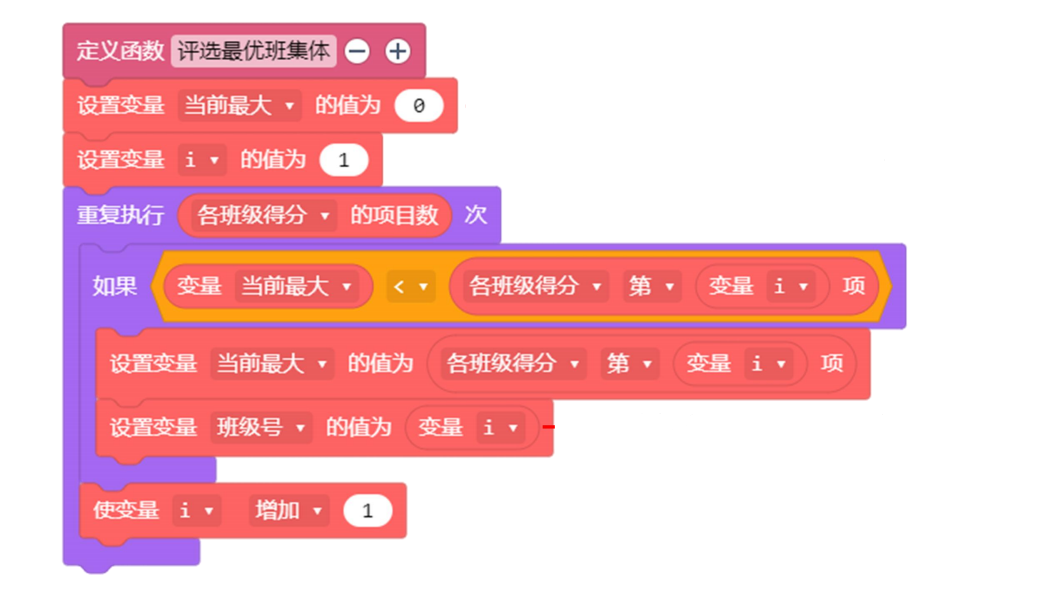 定义函数 评选最优班集体
设置变量 当前最大 的值为 0
设置变量 i 的值为 1
重复执行 各班级得分 的项目数 次
如果 变量 当前最大 < 各班级得分 第 变量 i 项
设置变量 当前最大 的值为 各班级得分 第 变量 i 项
设置变量 班级号 的值为 变量 i
使变量 i 增加 1